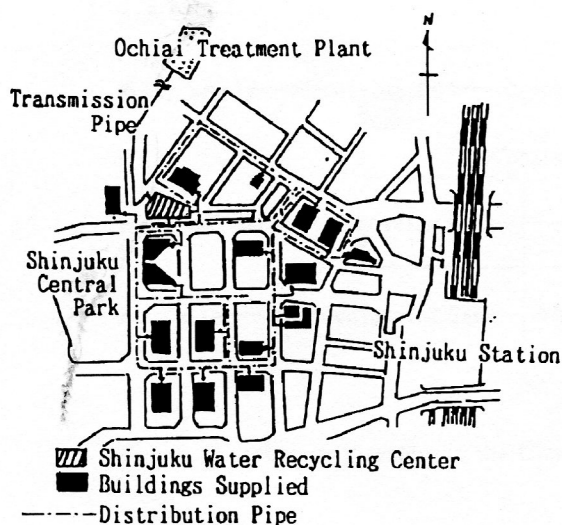 N
Ochiai Treatment Plant
Transmission
Pipe
Shinjuku
Central
Park
Shinjuku Station
Shinjuku Water Recycling Center
Buildings Supplied
Distribution Pipe